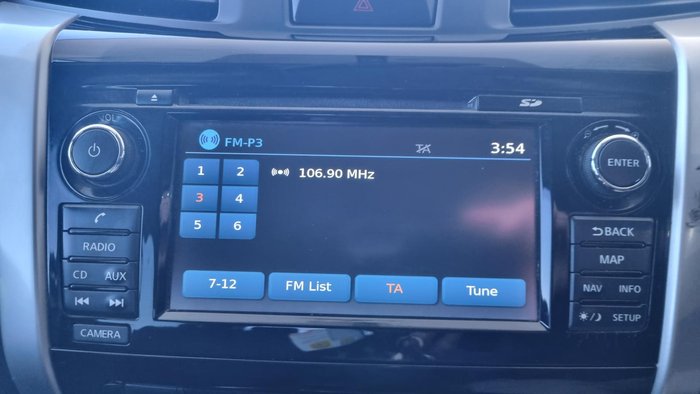 VOL
SD
FM-P3
TA
3:54
ENTER
1 2
106.90 MHz
3 4
5 6
BACK
RADIO
MAP
CD AUX
NAV INFO
7-12 FM List TA Tune
SETUP
CAMERA